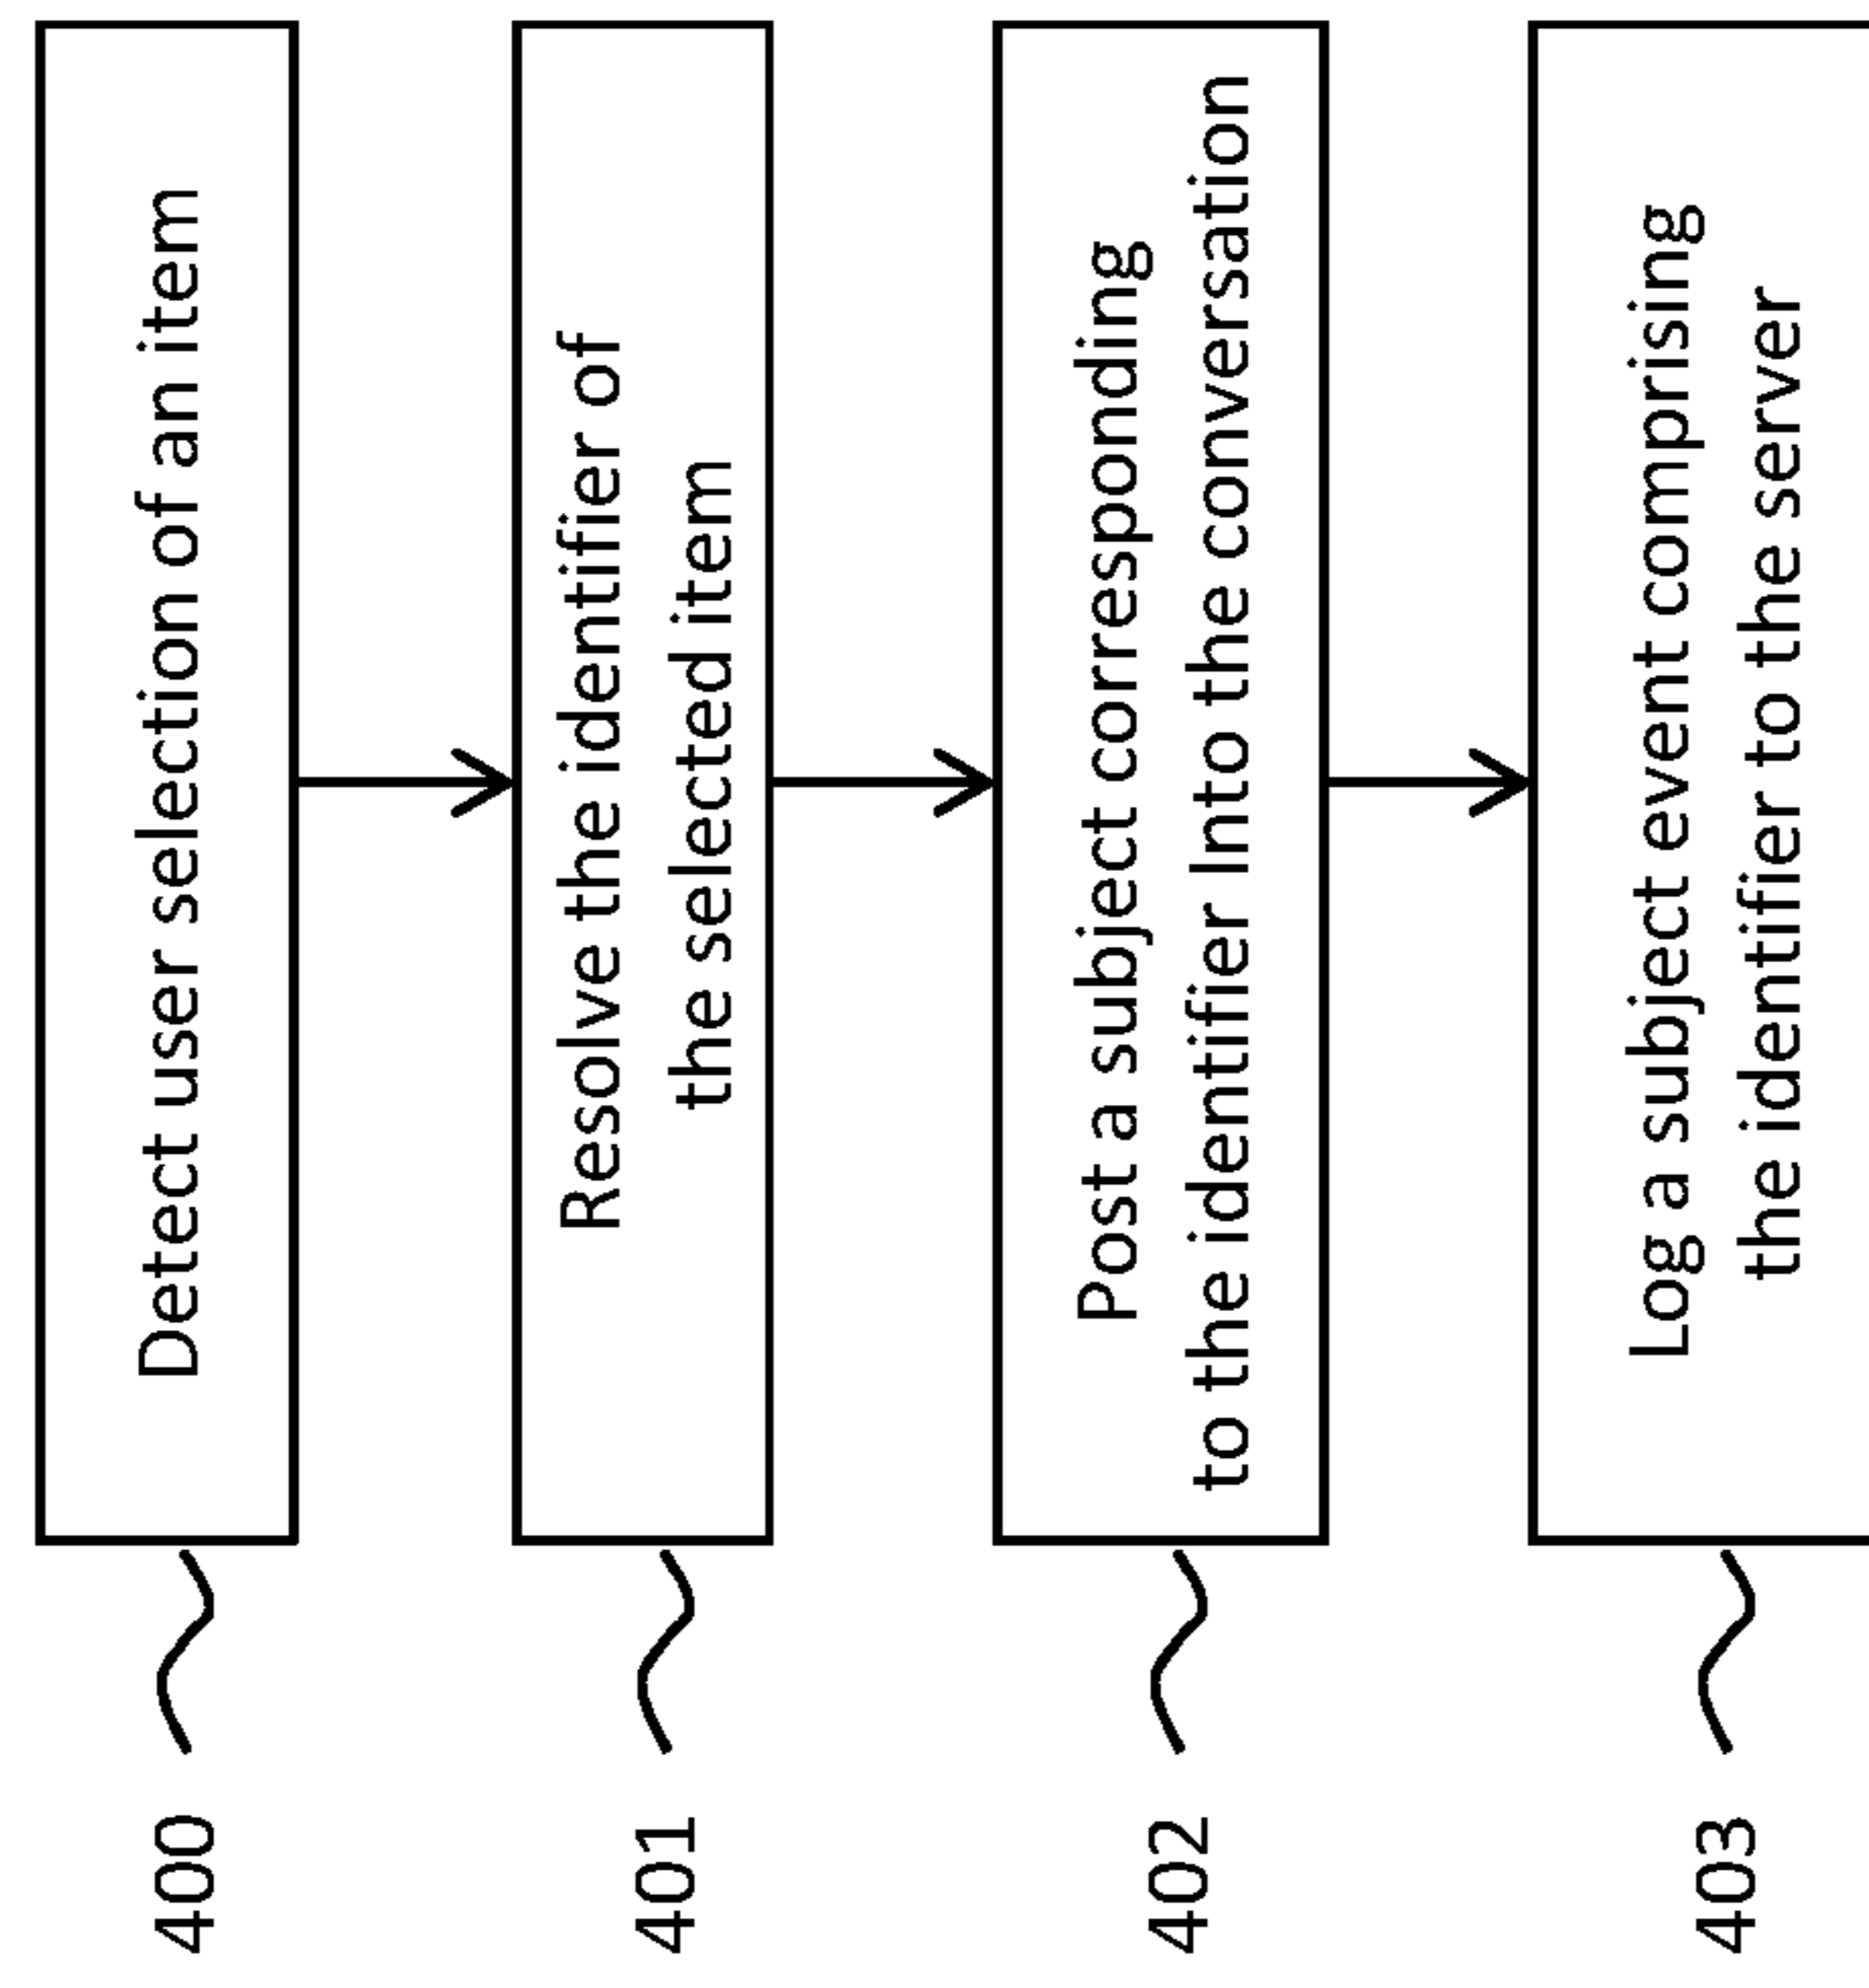 400
Detect user selection of an item
401
Resolve the identifier of
the selected item
402
Post a subject corresponding
to the identifier Into the conversation
403
Log a subject event comprising
the identifier to the server